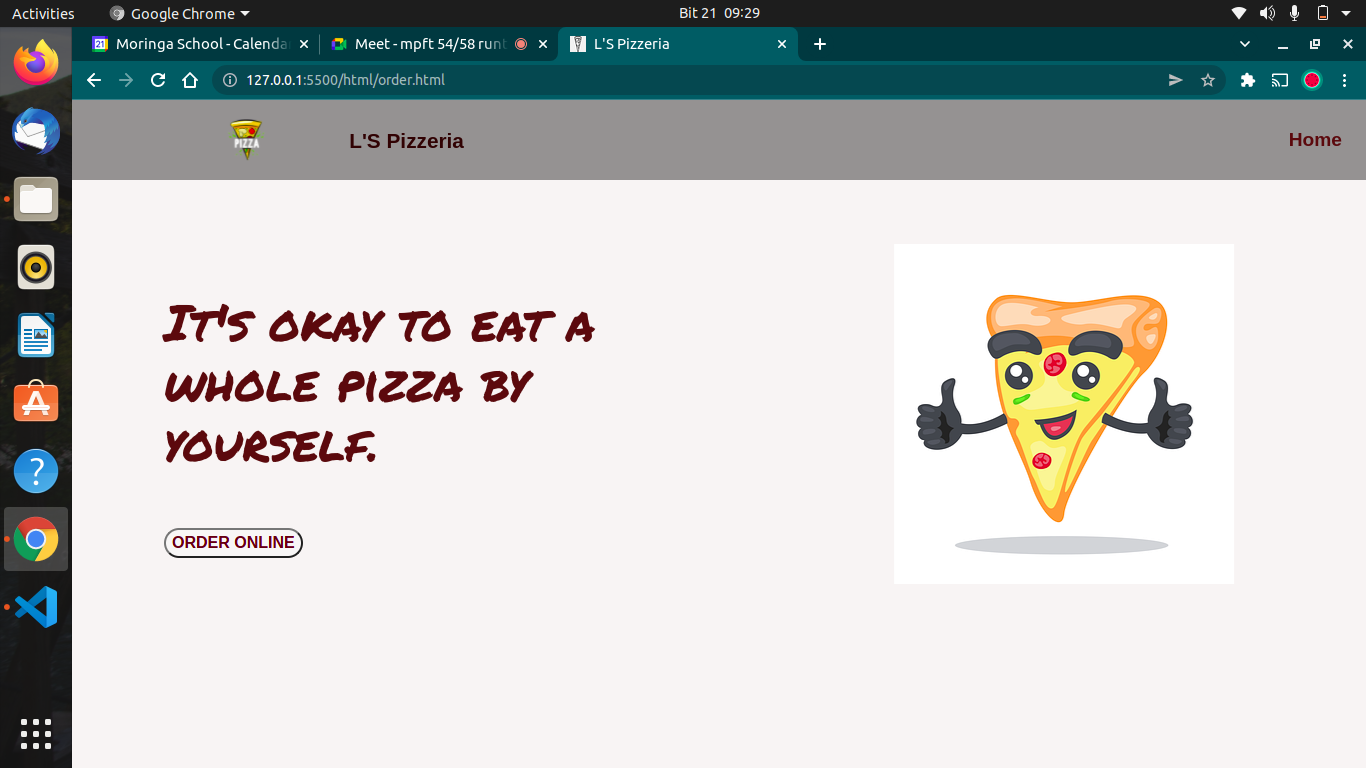 Activities
Google Chrome
Bit 21 09:29
21
Moringa School - Calenda
Meet - mpft 54/58 runt
L'S Pizzeria
127.0.0.1:5500/html/order.html
PIZZA
L'S Pizzeria
Home
It's okay to eat a
whole pizza by
yourself.
ORDER ONLINE